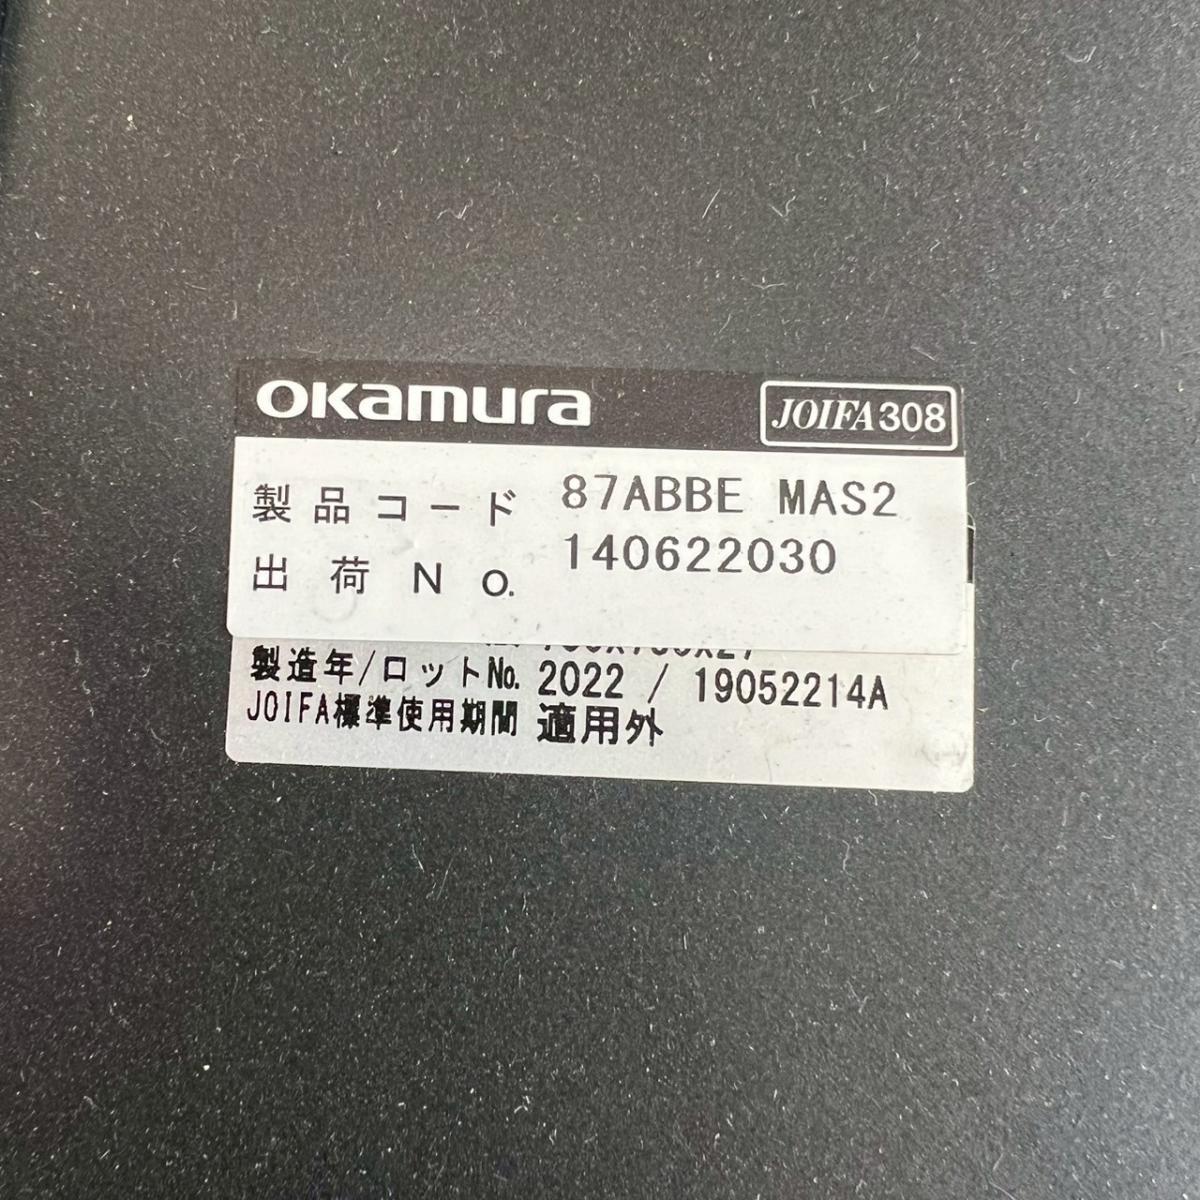 okamura
JOIFA308
製品コード 87ABBE MAS2
出荷No. 140622030
製造年/ロットNo. 2022 / 19052214A
JOIFA標準使用期間 適用外